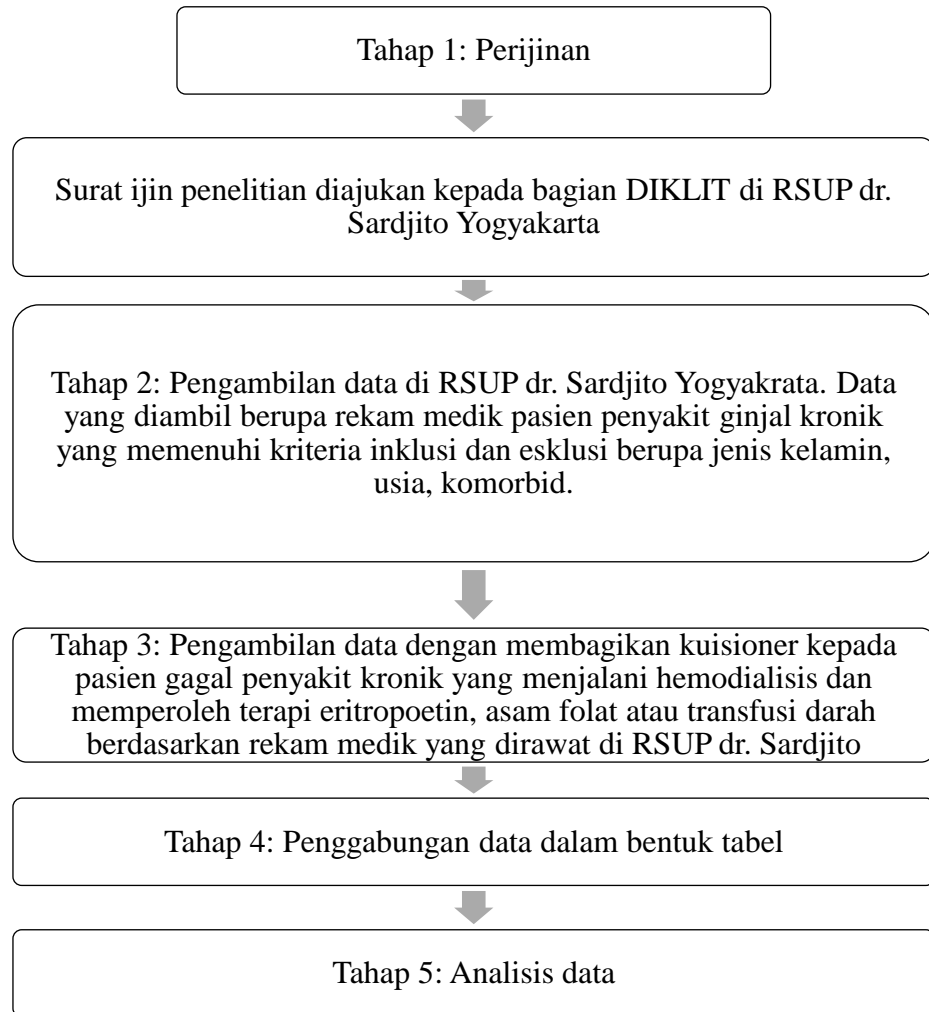 Tahap 1: Perijinan
Surat ijin penelitian diajukan kepada bagian DIKLIT di RSUP dr.
Sardjito Yogyakarta
Tahap 2: Pengambilan data di RSUP dr. Sardjito Yogyakrata. Data
yang diambil berupa rekam medik pasien penyakit ginjal kronik
yang memenuhi kriteria inklusi dan esklusi berupa jenis kelamin,
usia, komorbid.
Tahap 3: Pengambilan data dengan membagikan kuisioner kepada
pasien gagal penyakit kronik yang menjalani hemodialisis dan
memperoleh terapi eritropoetin, asam folat atau transfusi darah
berdasarkan rekam medik yang dirawat di RSUP dr. Sardjito
Tahap 4: Penggabungan data dalam bentuk tabel
Tahap 5: Analisis data